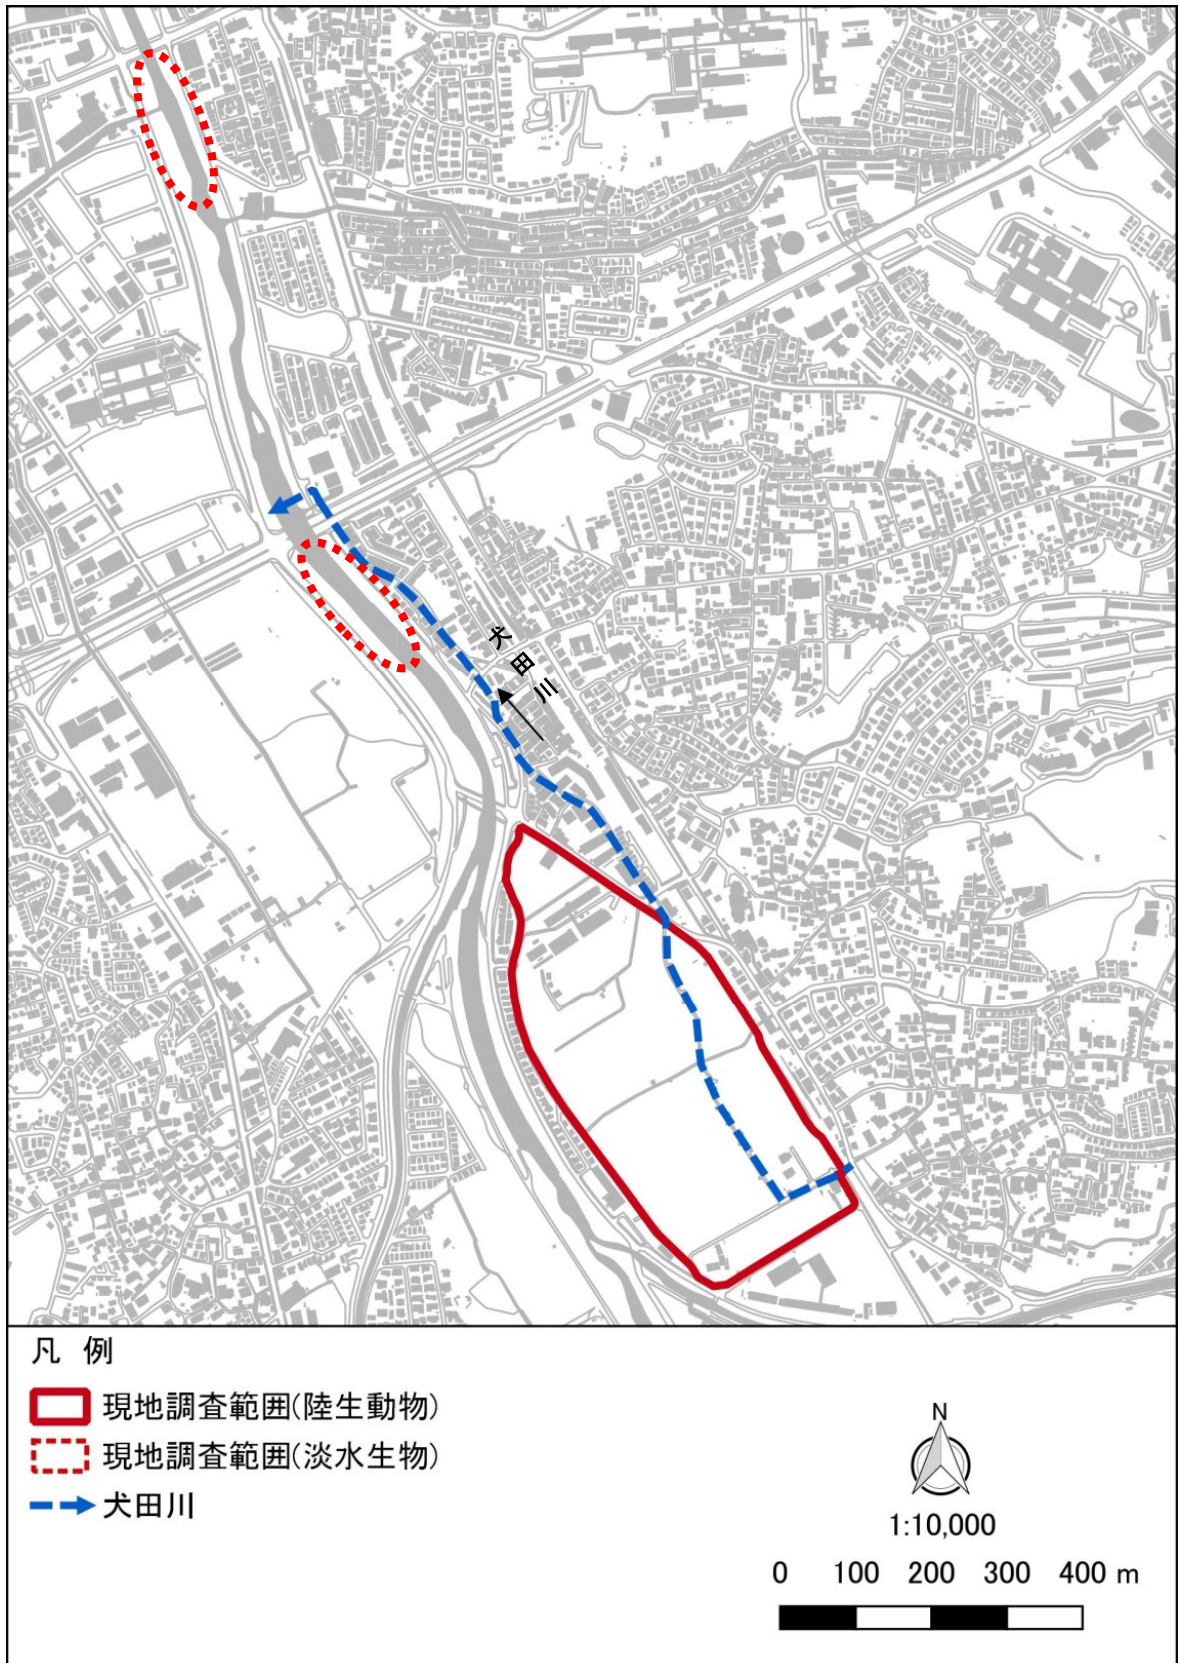 犬田川
凡 例
現地調査範囲(陸生動物)
現地調査範囲(淡水生物)
犬田川
N
1:10,000
0 100 200 300 400 m